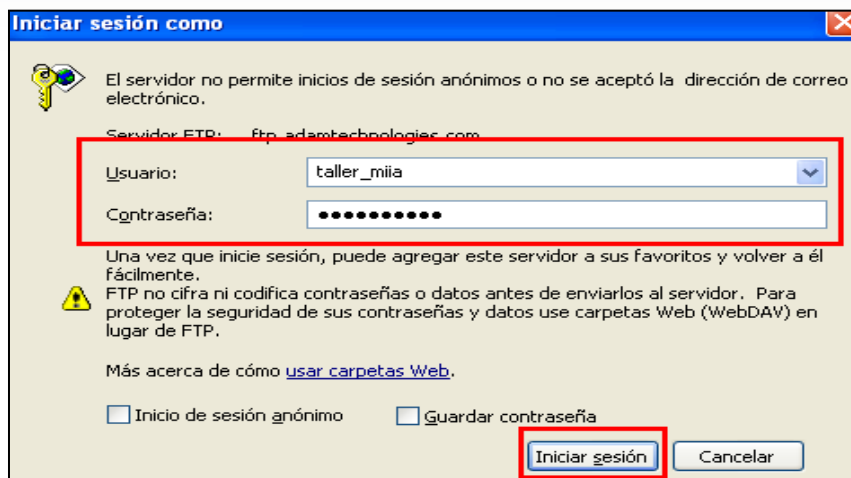 Iniciar sesión como
El servidor no permite inicios de sesión anónimos o no se aceptó la dirección de correo
electrónico.
Servidor FTP: ftp.adamtechnologies.com
Usuario: taller_miia
Contraseña: ●●●●●●●●●●
Una vez que inicie sesión, puede agregar este servidor a sus favoritos y volver a él
fácilmente.
FTP no cifra ni codifica contraseñas o datos antes de enviarlos al servidor. Para
proteger la seguridad de sus contraseñas y datos use carpetas Web (WebDAV) en
lugar de FTP.
Más acerca de cómo usar carpetas Web.
Inicio de sesión anónimo Guardar contraseña
Iniciar sesión Cancelar